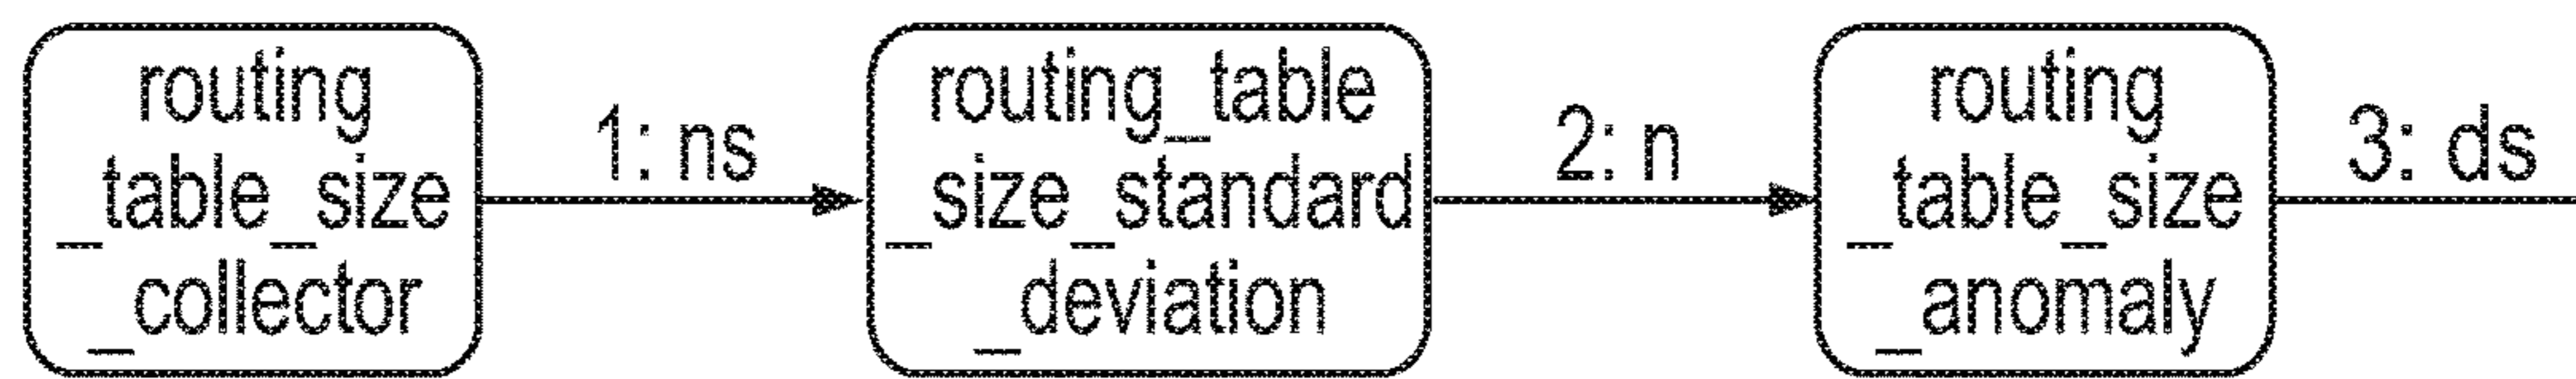 routing
_table_size
_collector
1: ns
routing_table
_size_standard
_deviation
2: n
routing
_table_size
_anomaly
3: ds